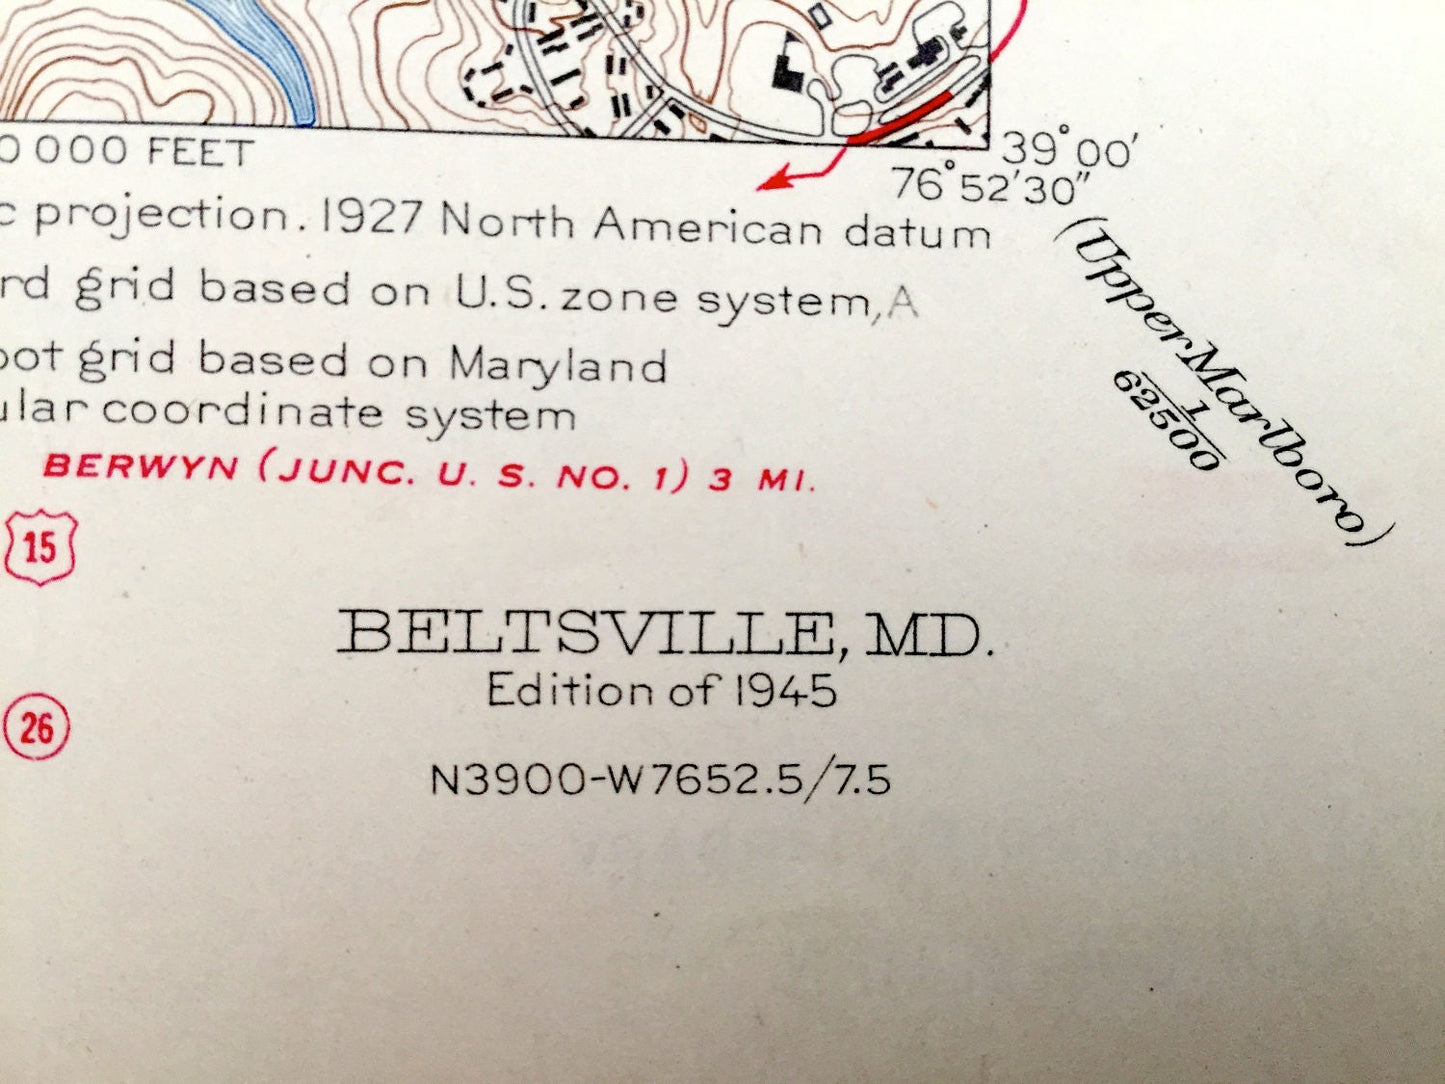 0 000 FEET
39°00′
76°52′30″
c projection. 1927 North American datum
rd grid based on U.S. zone system, A
oot grid based on Maryland
ular coordinate system
(Upper Marlboro)
1
62500
BERWYN (JUNC. U. S. NO. 1) 3 MI.
15
BELTSVILLE, MD.
Edition of 1945
26
N3900-W7652.5/7.5